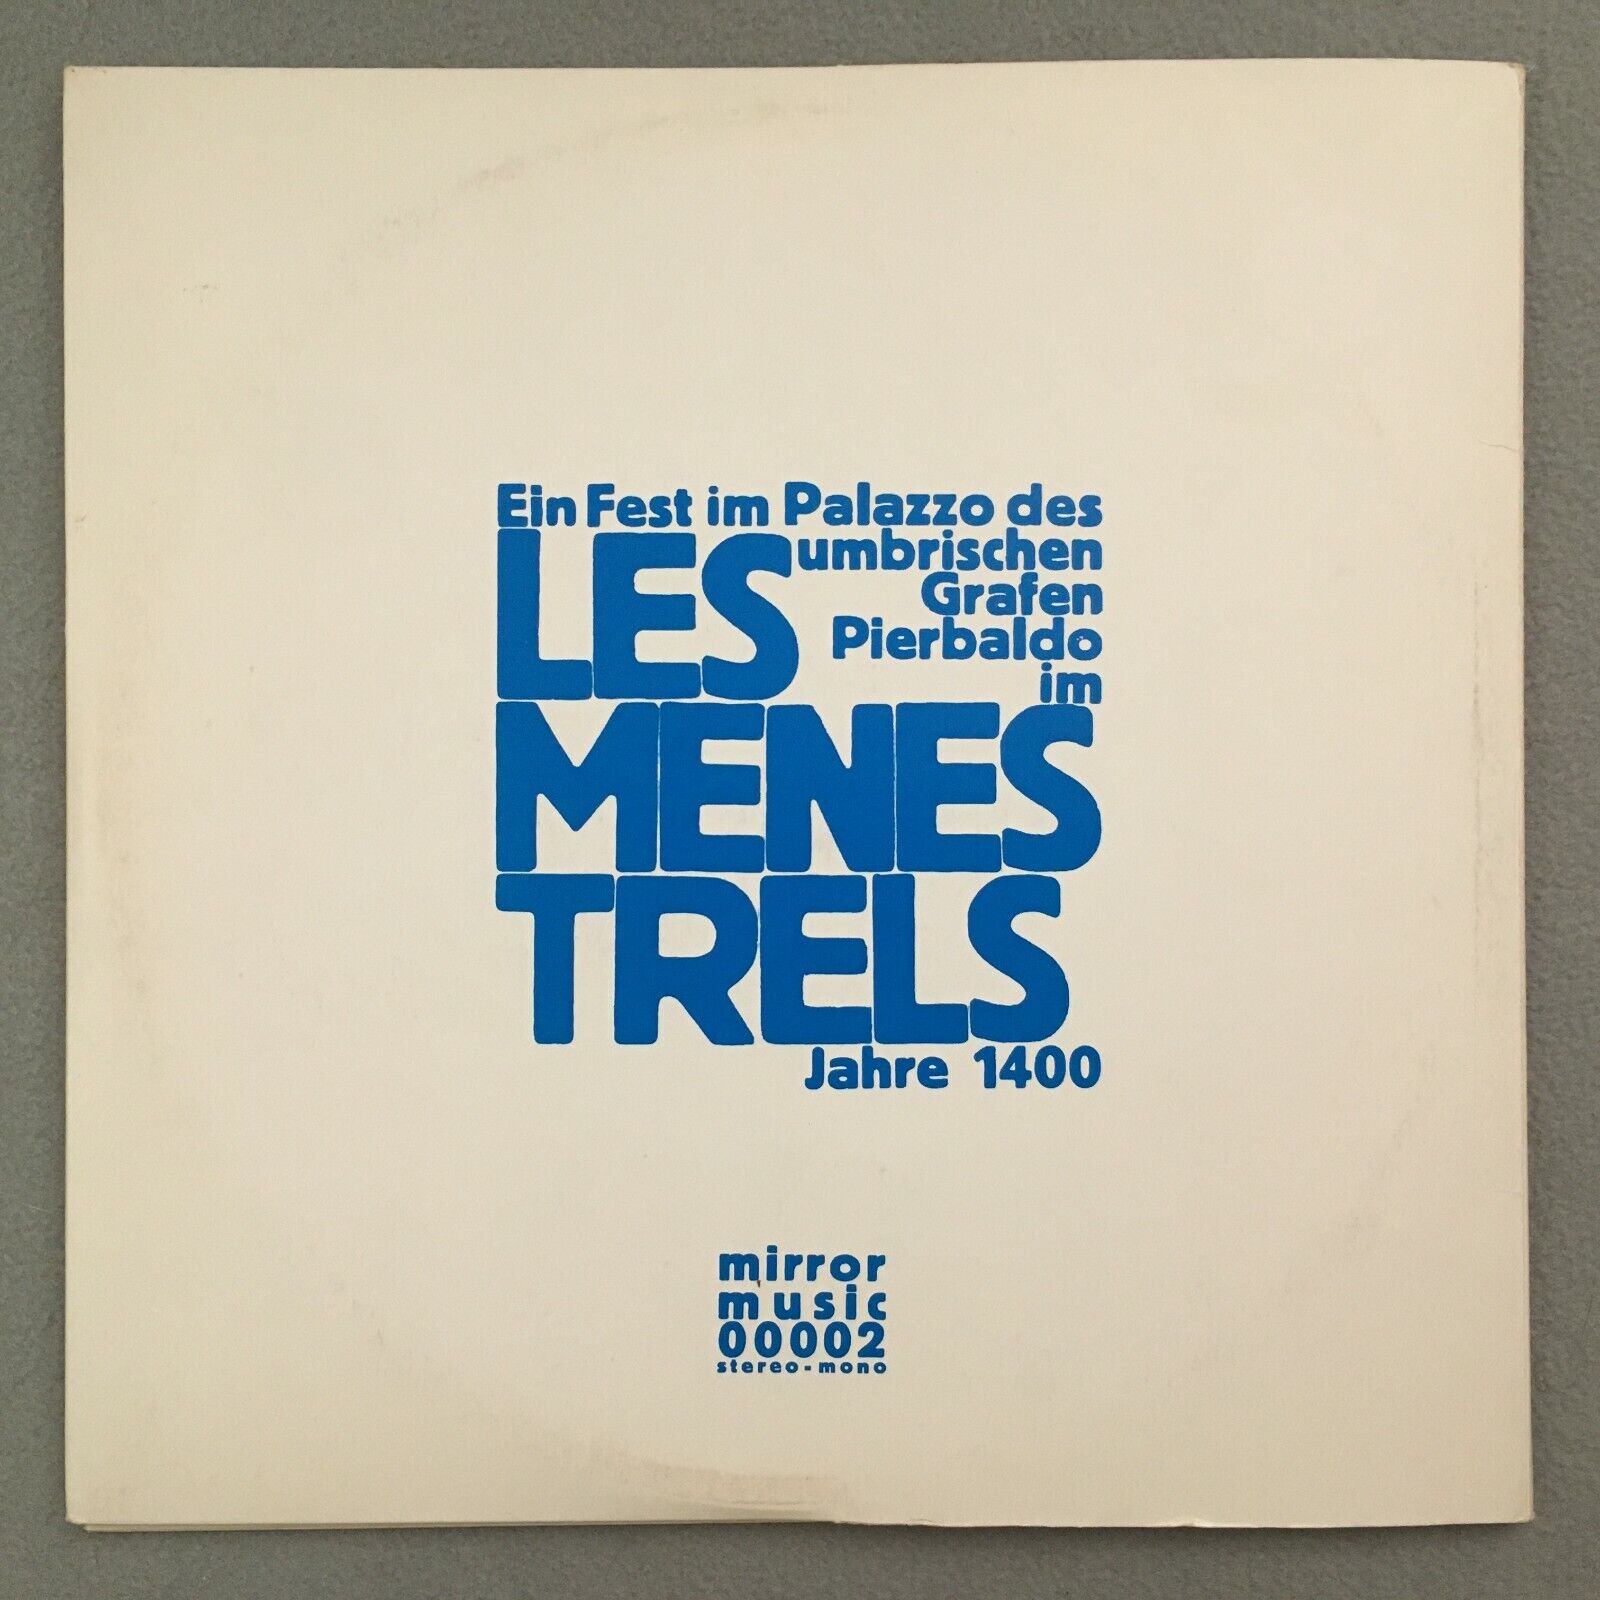 Ein Fest im Palazzo des
umbrischen
Grafen
Pierbaldo
im
LES
MENES
TRELS
Jahre 1400
mirror
music
00002
stereo-mono